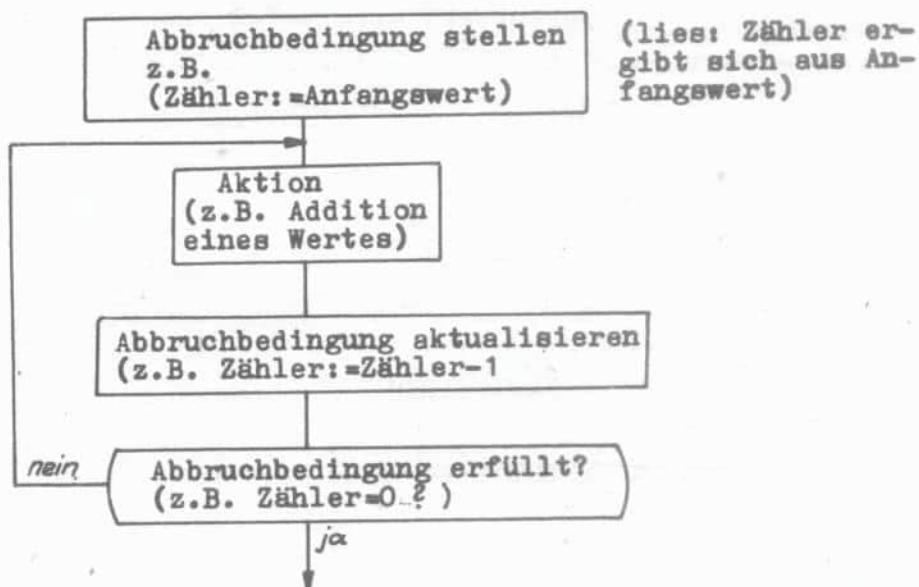 Abbruchbedingung stellen
z.B.
(Zähler:=Anfangswert)
(lies: Zähler er-
gibt sich aus An-
fangswert)
Aktion
(z.B. Addition
eines Wertes)
Abbruchbedingung aktualisieren
(z.B. Zähler:=Zähler-1
nein
Abbruchbedingung erfüllt?
(z.B. Zähler=0 ? )
ja